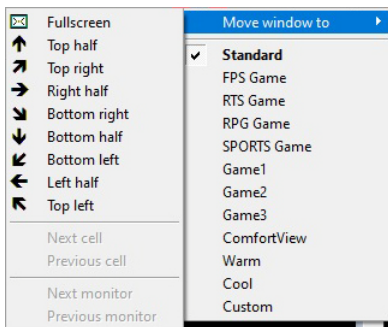 Fullscreen
Top half
Top right
Right half
Bottom right
Bottom half
Bottom left
Left half
Top left
Next cell
Previous cell
Next monitor
Previous monitor
Move window to
Standard
FPS Game
RTS Game
RPG Game
SPORTS Game
Game1
Game2
Game3
ComfortView
Warm
Cool
Custom